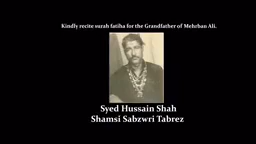 Kindly recite surah fatiha for the Grandfather of Mehrban Ali.
Syed Hussain Shah
Shamsi Sabzwri Tabrez